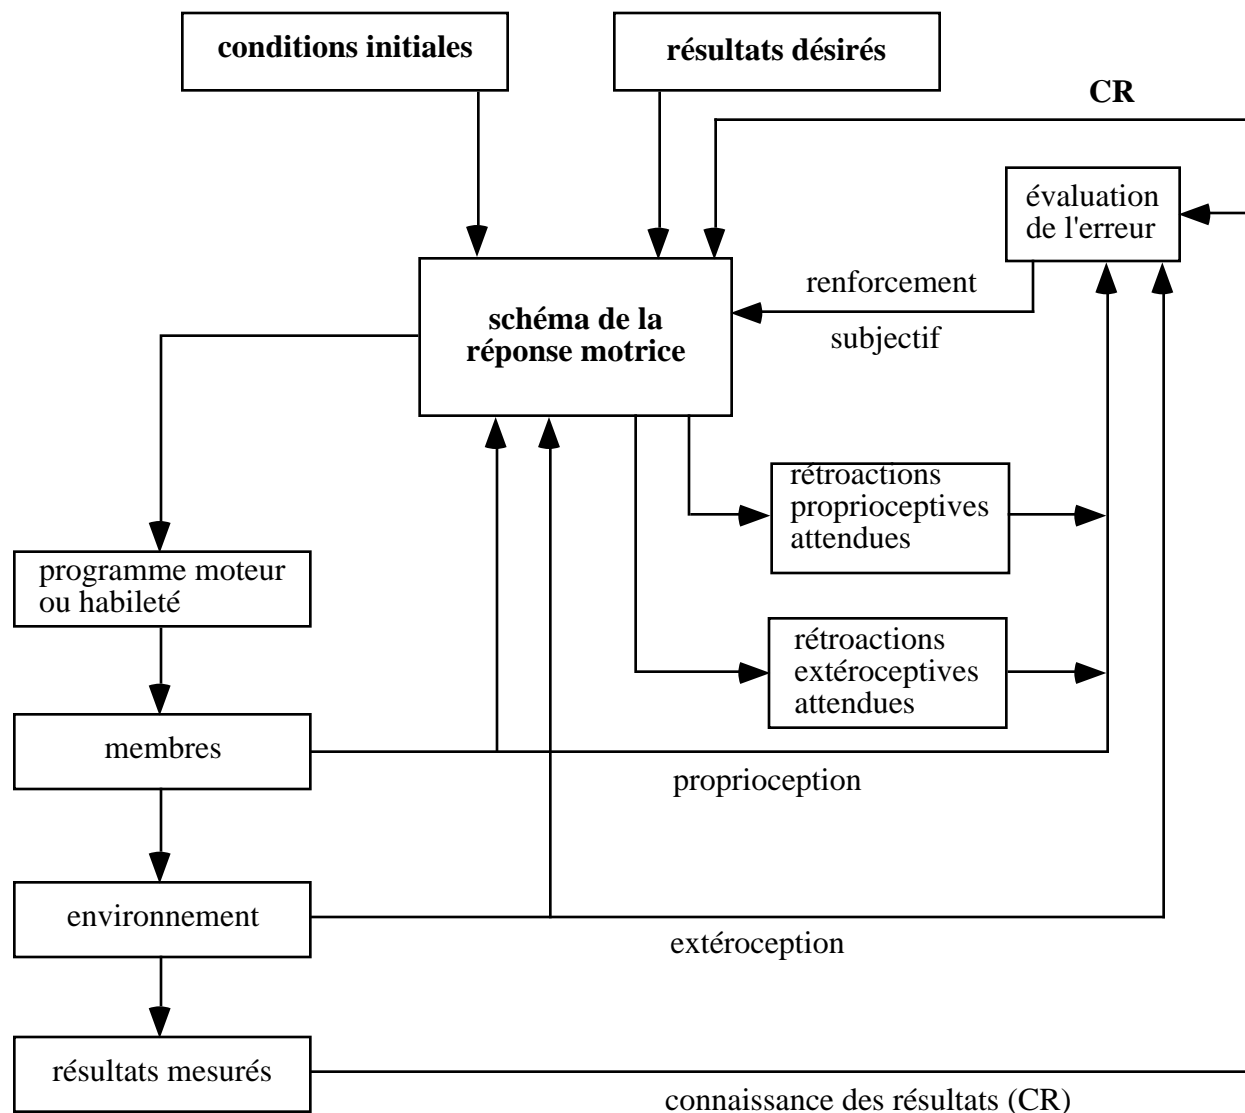 conditions initiales
résultats désirés
CR
évaluation
de l'erreur
renforcement
subjectif
schéma de la
réponse motrice
rétroactions
proprioceptives
attendues
programme moteur
ou habileté
rétroactions
extéroceptives
attendues
membres
proprioception
environnement
extéroception
résultats mesurés
connaissance des résultats (CR)